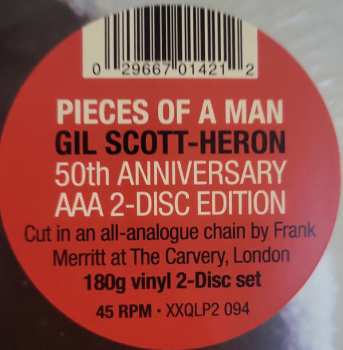 0 29667 01421 2
PIECES OF A MAN
GIL SCOTT-HERON
50th ANNIVERSARY
AAA 2-DISC EDITION
Cut in an all-analogue chain by Frank
Merritt at The Carvery, London
180g vinyl 2-Disc set
45 RPM · XXQLP2 094